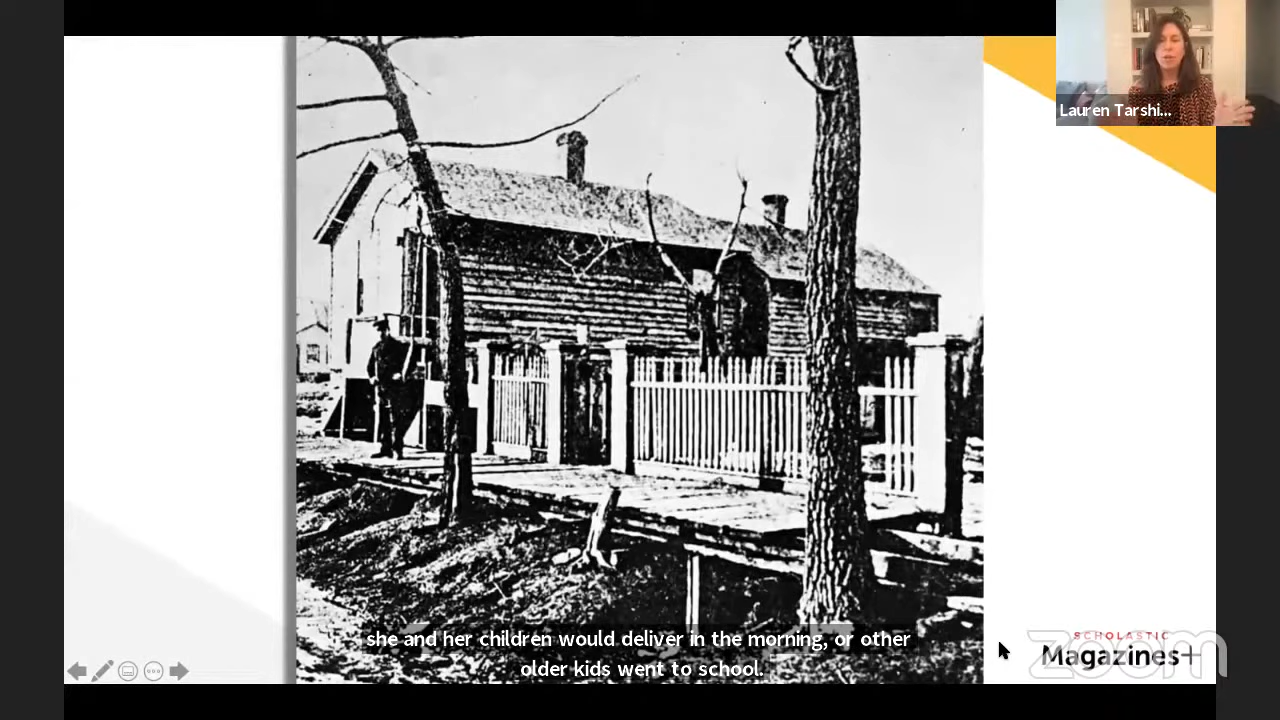 Lauren Tarshi...
she and her children would deliver in the morning, or other
older kids went to school.
SCHOLASTIC
Magazines+
zoom